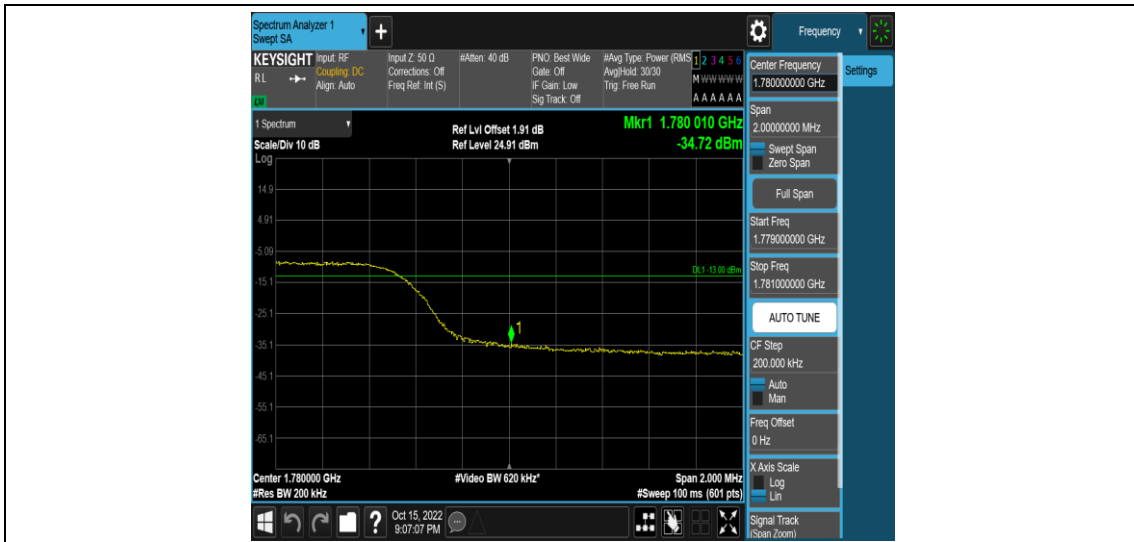 Spectrum Analyzer 1
Swept SA
+
Frequency
KEYSIGHT
RL
LXI
Input: RF
Coupling: DC
Align: Auto
Input Z: 50 Ω
Corrections: Off
Freq Ref: Int (S)
#Atten: 40 dB
PNO: Best Wide
Gate: Off
IF Gain: Low
Sig Track: Off
#Avg Type: Power (RMS
Avg|Hold: 30/30
Trig: Free Run
1 2 3 4 5 6
M W W W W W
A A A A A A
1 Spectrum
Scale/Div 10 dB
Log
Ref Lvl Offset 1.91 dB
Ref Level 24.91 dBm
Mkr1 1.780 010 GHz
-34.72 dBm
14.9
4.91
-5.09
-15.1
-25.1
-35.1
-45.1
-55.1
-65.1
DL1 -13.00 dBm
1
Center 1.780000 GHz
#Res BW 200 kHz
#Video BW 620 kHz*
Span 2.000 MHz
#Sweep 100 ms (601 pts)
?
Oct 15, 2022
9:07:07 PM
Center Frequency
1.780000000 GHz
Settings
Span
2.00000000 MHz
Swept Span
Zero Span
Full Span
Start Freq
1.779000000 GHz
Stop Freq
1.781000000 GHz
AUTO TUNE
CF Step
200.000 kHz
Auto
Man
Freq Offset
0 Hz
X Axis Scale
Log
Lin
Signal Track
(Span Zoom)